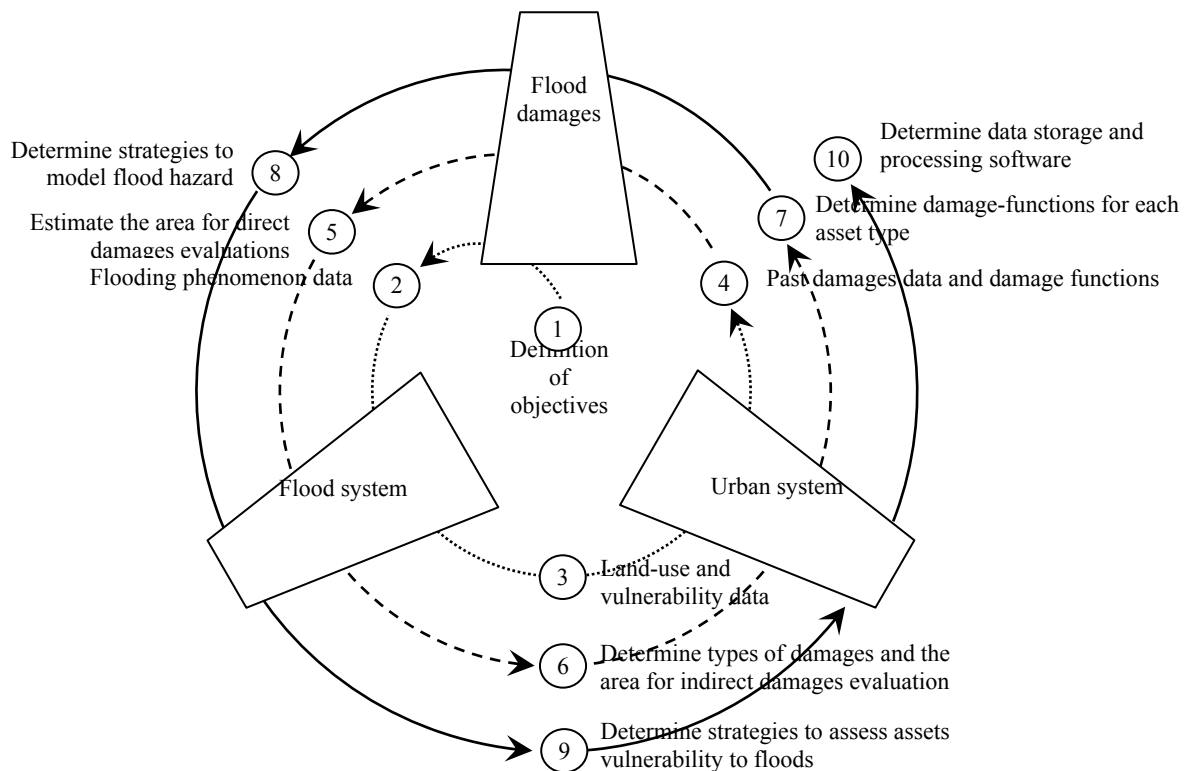 Flood
damages
Determine data storage and
processing software
10
Determine strategies to
model flood hazard
8
Determine damage-functions for each
asset type
7
Estimate the area for direct
damages evaluations
5
Flooding phenomenon data
2
Past damages data and damage functions
4
1
Definition
of
objectives
Flood system
Urban system
3
Land-use and
vulnerability data
6
Determine types of damages and the
area for indirect damages evaluation
9
Determine strategies to assess assets
vulnerability to floods